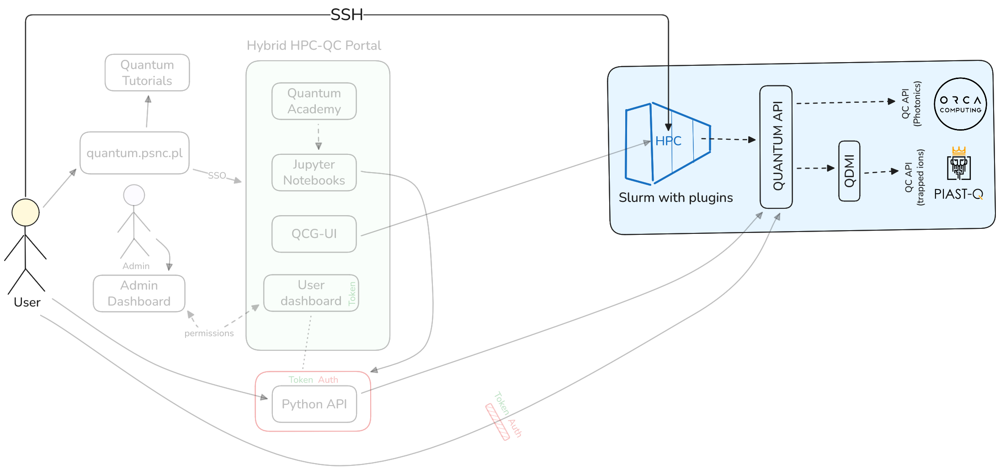 SSH
Hybrid HPC-QC Portal
Quantum
Tutorials
quantum.psnc.pl
SSO
Admin
Admin
Dashboard
permissions
User
Quantum
Academy
Jupyter
Notebooks
QCG-UI
User
dashboard
Token
Token Auth
Python API
Token Auth
HPC
Slurm with plugins
QUANTUM API
QDMI
QC API
(Photonics)
ORCA
COMPUTING
QC API
(trapped ions)
PIAST-Q